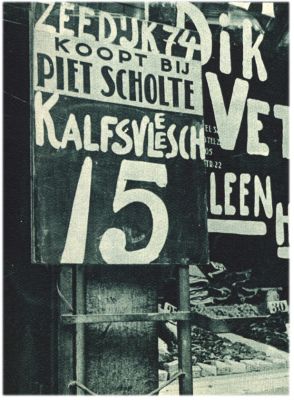 ZEEDIJK 74
KOOPT BIJ
PIET SCHOLTE
KALFSVLEESCH
15
DIK
VET
LEEN H